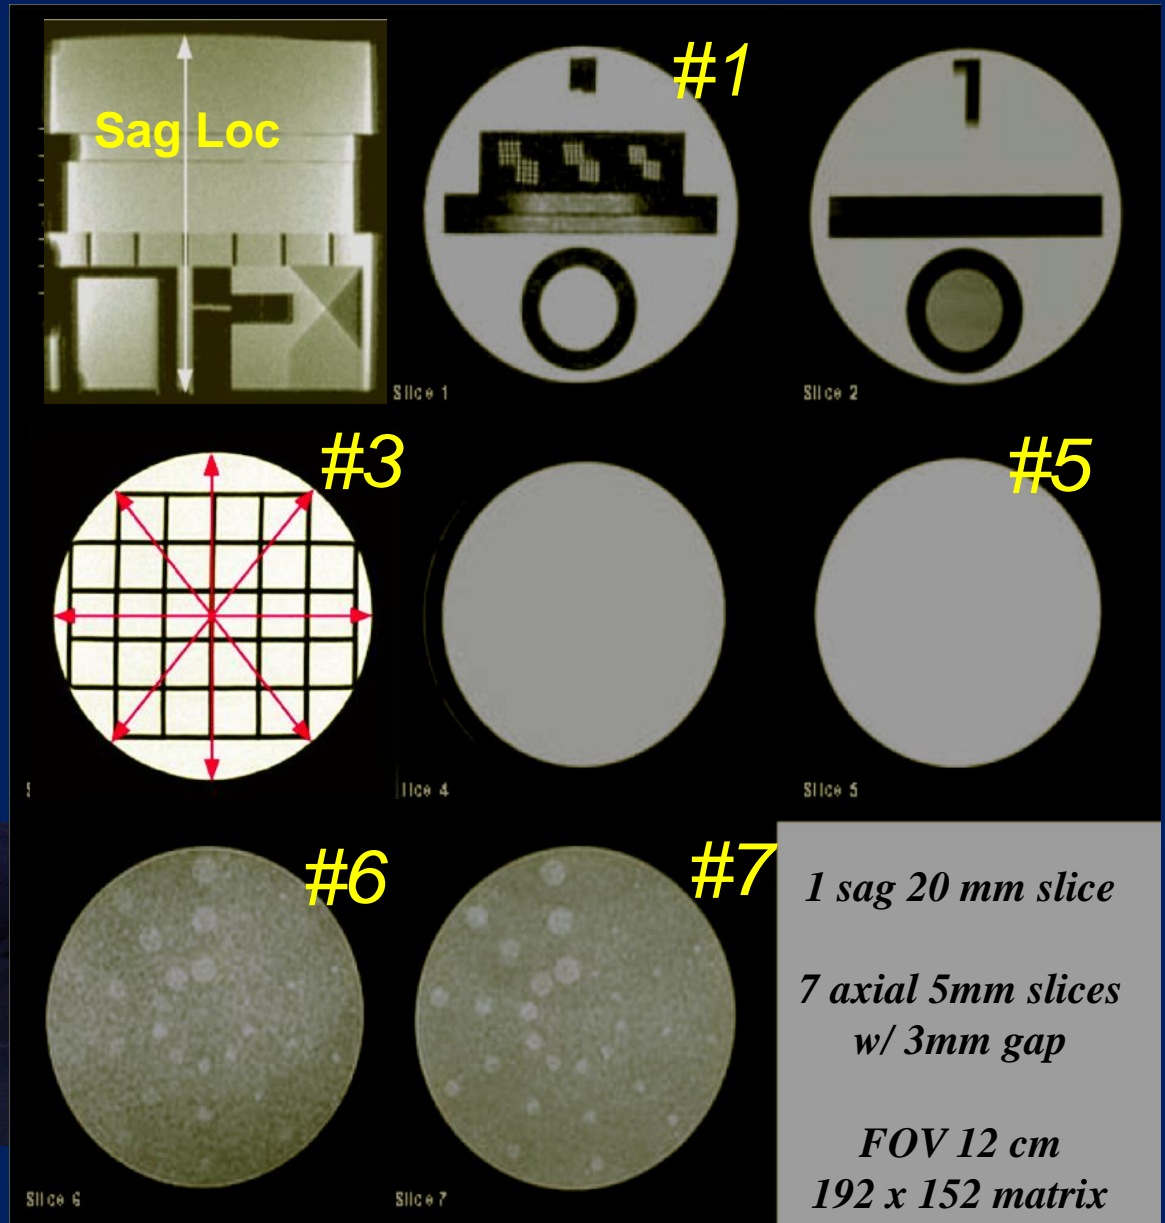 Sag Loc
#1
1
Slice 1
Slice 2
#3
#5
lice 4
Slice 5
#6
#7
Slice 6
Slice 7
1 sag 20 mm slice
7 axial 5mm slices
w/ 3mm gap
FOV 12 cm
192 x 152 matrix